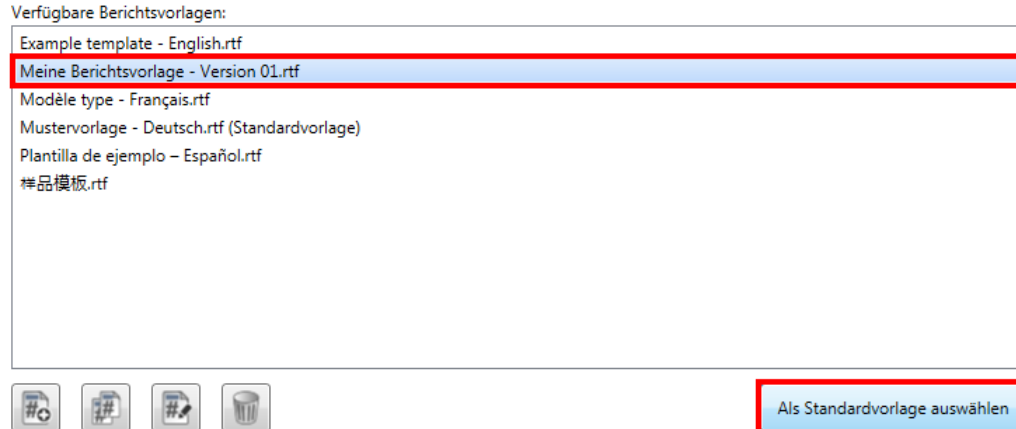 Verfügbare Berichtsvorlagen:
Example template - English.rtf
Meine Berichtsvorlage - Version 01.rtf
Modèle type - Français.rtf
Mustervorlage - Deutsch.rtf (Standardvorlage)
Plantilla de ejemplo – Español.rtf
样品模板.rtf
# # #
Als Standardvorlage auswählen